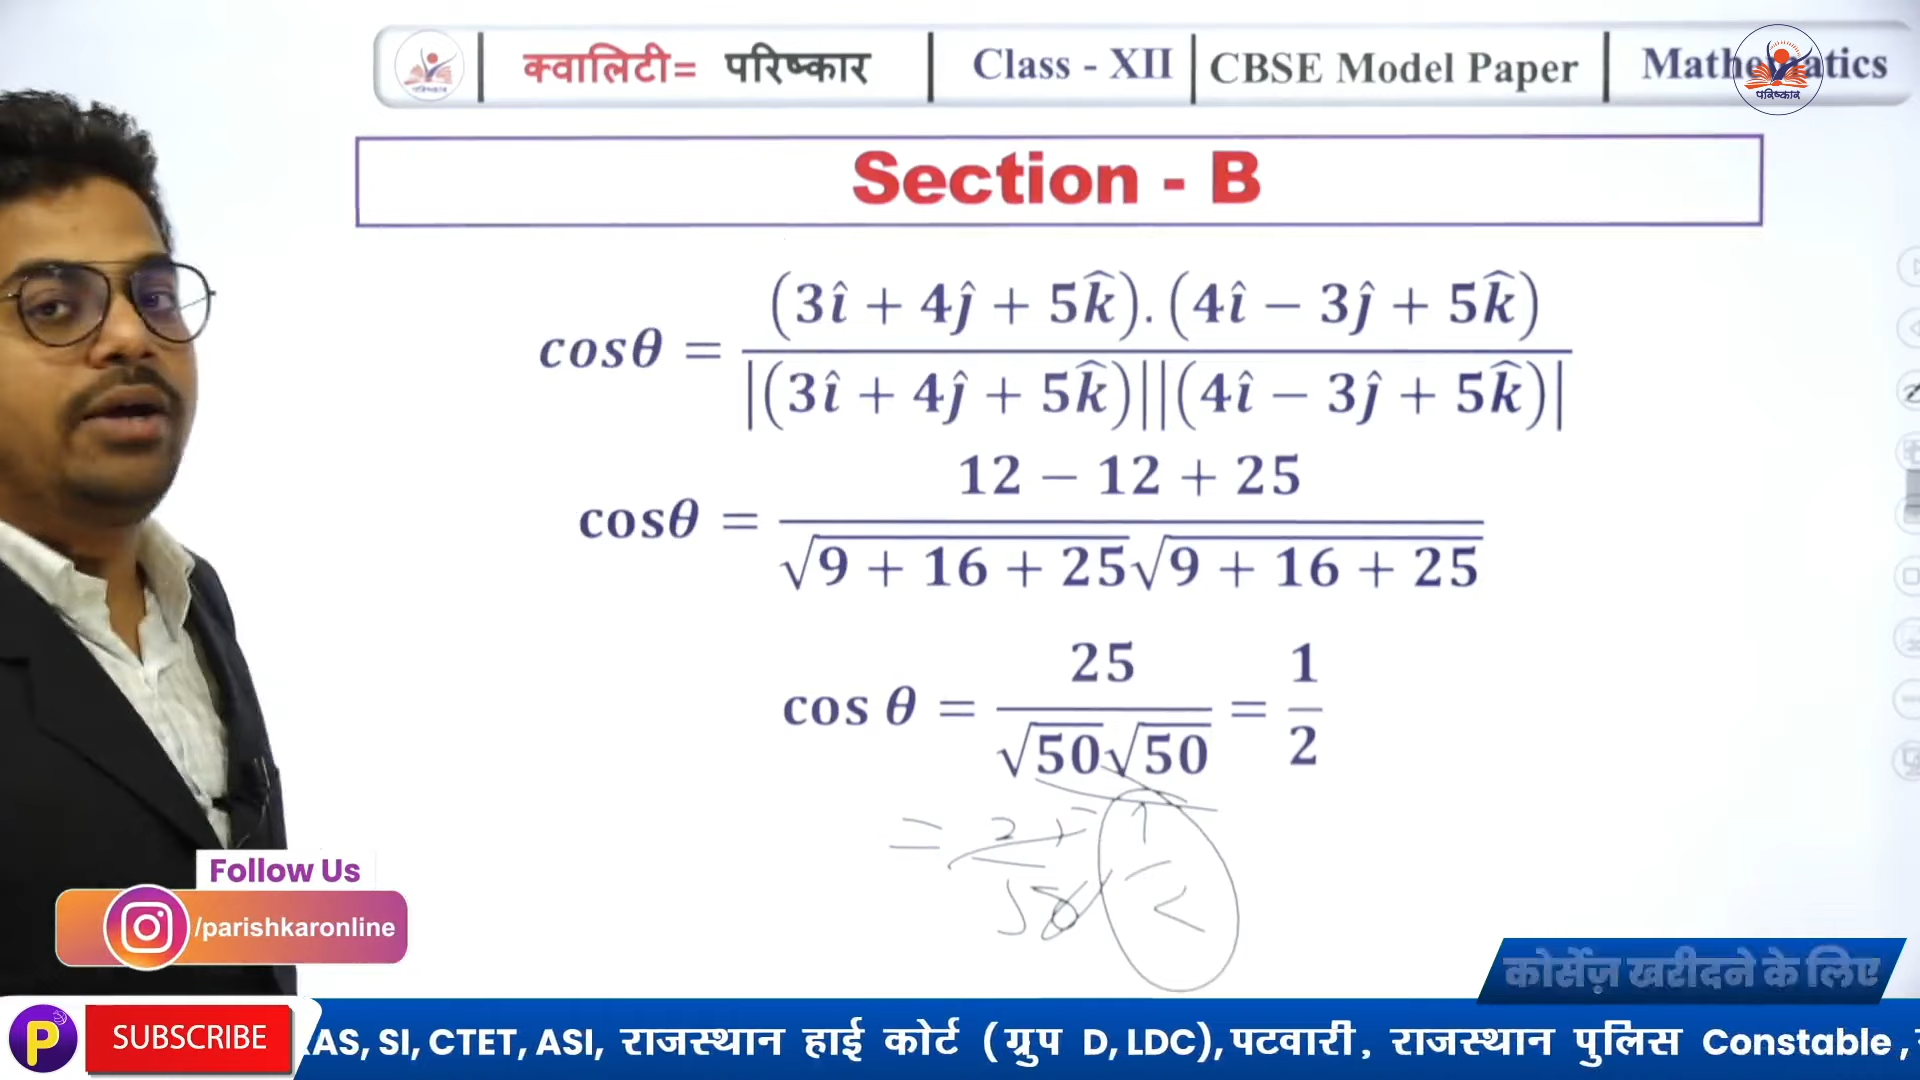 क्वालिटी= परिष्कार | Class - XII | CBSE Model Paper | Mathematics
परिष्कार
Section - B
cosθ = (3î + 4ĵ + 5k̂).(4î − 3ĵ + 5k̂) / |(3î + 4ĵ + 5k̂)||(4î − 3ĵ + 5k̂)|
cosθ = 12 − 12 + 25 / √9 + 16 + 25√9 + 16 + 25
cos θ = 25 / √50√50 = 1/2
Follow Us
/parishkaronline
कोर्सेज़ खरीदने के लिए
P SUBSCRIBE
AS, SI, CTET, ASI, राजस्थान हाई कोर्ट (ग्रुप D, LDC), पटवारी, राजस्थान पुलिस Constable,